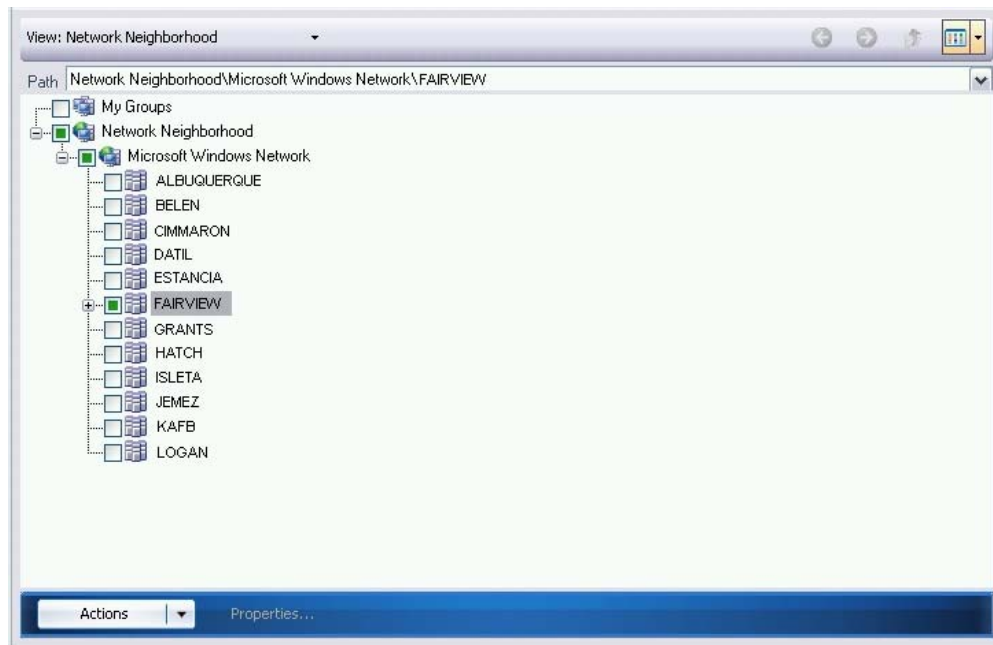 View: Network Neighborhood
Path Network Neighborhood\Microsoft Windows Network\FAIRVIEW
My Groups
Network Neighborhood
Microsoft Windows Network
ALBUQUERQUE
BELEN
CIMMARON
DATIL
ESTANCIA
FAIRVIEW
GRANTS
HATCH
ISLETA
JEMEZ
KAFB
LOGAN
Actions Properties...